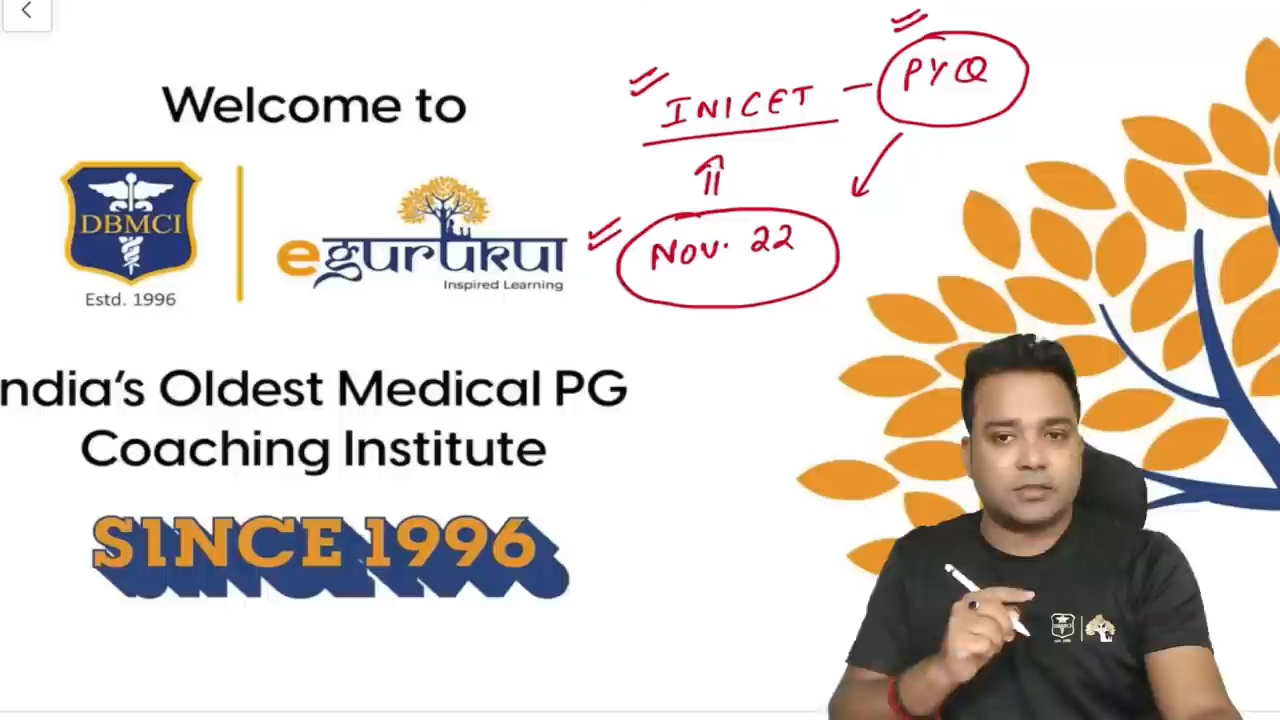 Welcome to
DBMCI
Estd. 1996
egurukul
Inspired Learning
ndia's Oldest Medical PG
Coaching Institute
SINCE 1996
INICET - PYQ
Nov. 22
DBMCI